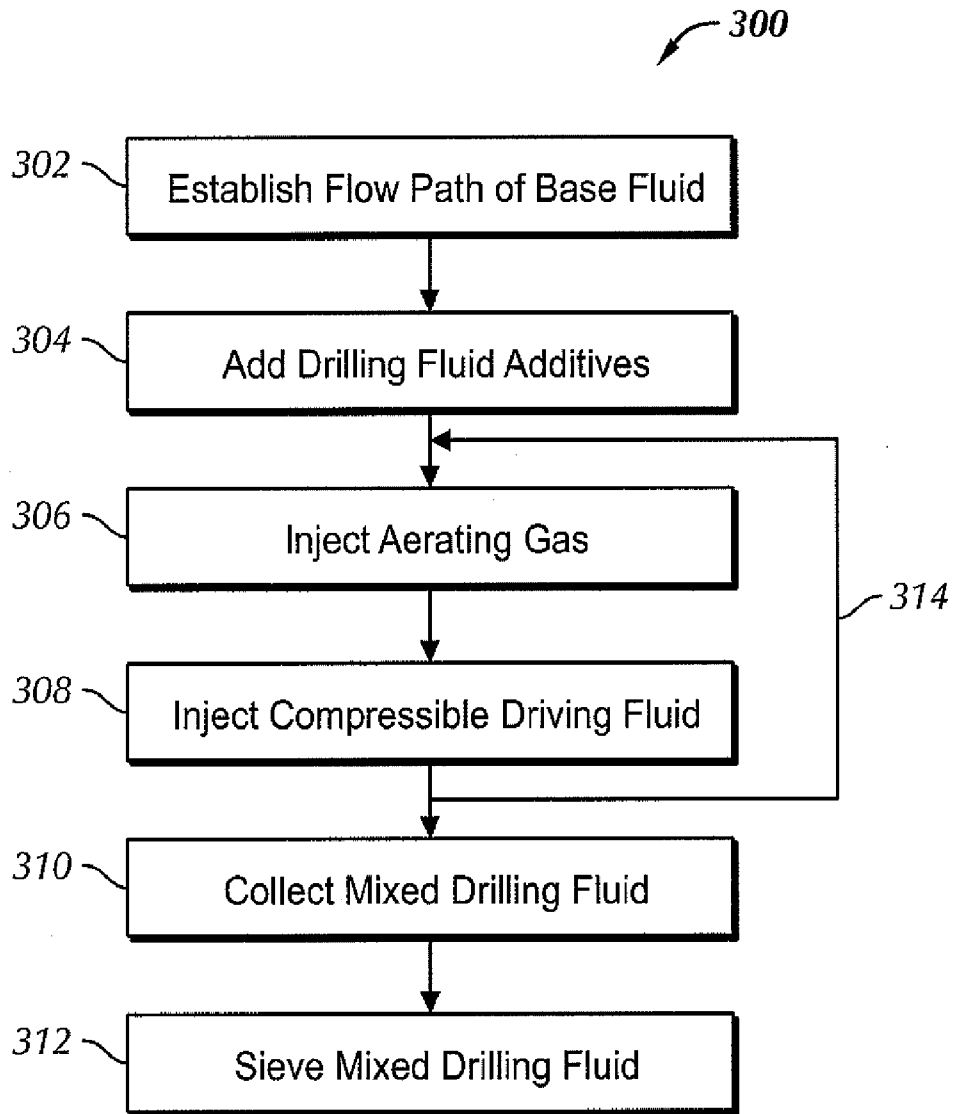 300
302
Establish Flow Path of Base Fluid
304
Add Drilling Fluid Additives
306
Inject Aerating Gas
314
308
Inject Compressible Driving Fluid
310
Collect Mixed Drilling Fluid
312
Sieve Mixed Drilling Fluid